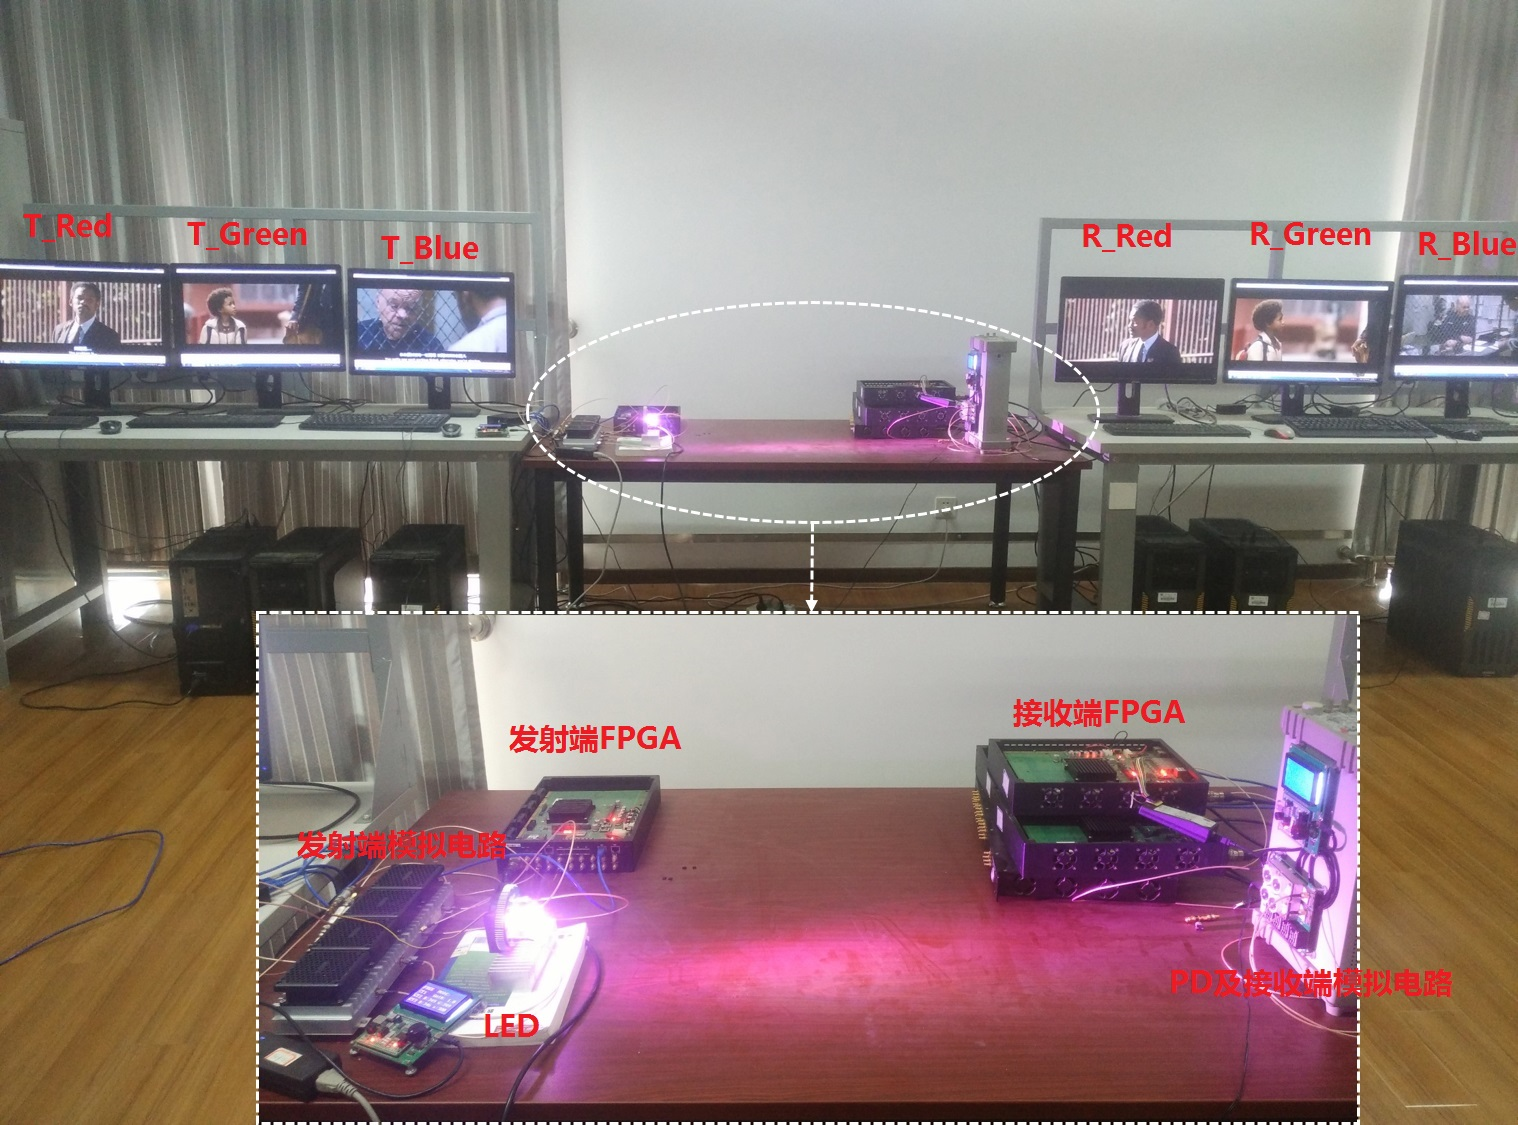 T_Red
T_Green
T_Blue
R_Red
R_Green
R_Blue
发射端FPGA
接收端FPGA
发射端模拟电路
LED
PD及接收端模拟电路